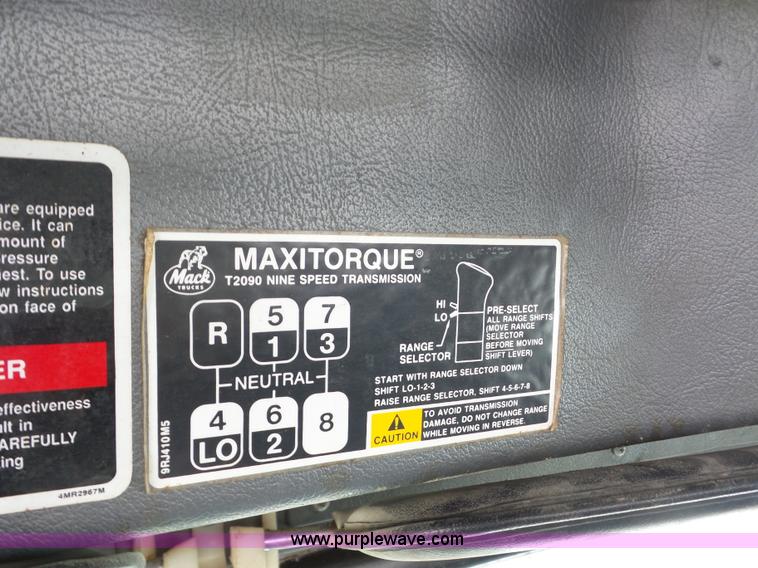 are equipped
ice. It can
mount of
pressure
nest. To use
w instructions
on face of
ER
effectiveness
ult in
CAREFULLY
king
4MR2967M
Mack
TRUCKS
MAXITORQUE®
T2090 NINE SPEED TRANSMISSION
R 5 7
1 3
NEUTRAL
4 6 8
LO 2
HI
LO
RANGE
SELECTOR
PRE-SELECT
ALL RANGE SHIFTS
(MOVE RANGE
SELECTOR
BEFORE MOVING
SHIFT LEVER)
START WITH RANGE SELECTOR DOWN
SHIFT LO-1-2-3
RAISE RANGE SELECTOR, SHIFT 4-5-6-7-8
CAUTION
TO AVOID TRANSMISSION
DAMAGE, DO NOT CHANGE RANGE
WHILE MOVING IN REVERSE.
9RJ410M5
www.purplewave.com